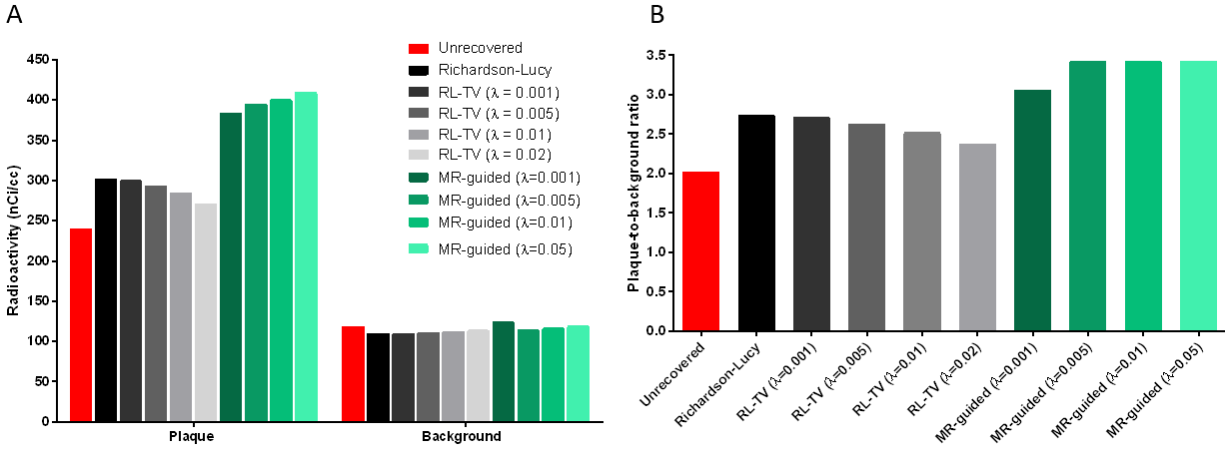 A
Radioactivity (nCi/cc)
450
400
350
300
250
200
150
100
50
0
Plaque
Background
Unrecovered
Richardson-Lucy
RL-TV (λ = 0.001)
RL-TV (λ = 0.005)
RL-TV (λ = 0.01)
RL-TV (λ = 0.02)
MR-guided (λ=0.001)
MR-guided (λ=0.005)
MR-guided (λ=0.01)
MR-guided (λ=0.05)
B
Plaque-to-background ratio
3.5
3.0
2.5
2.0
1.5
1.0
0.5
0.0
Unrecovered
Richardson-Lucy
RL-TV (λ=0.001)
RL-TV (λ=0.005)
RL-TV (λ=0.01)
RL-TV (λ=0.02)
MR-guided (λ=0.001)
MR-guided (λ=0.005)
MR-guided (λ=0.01)
MR-guided (λ=0.05)